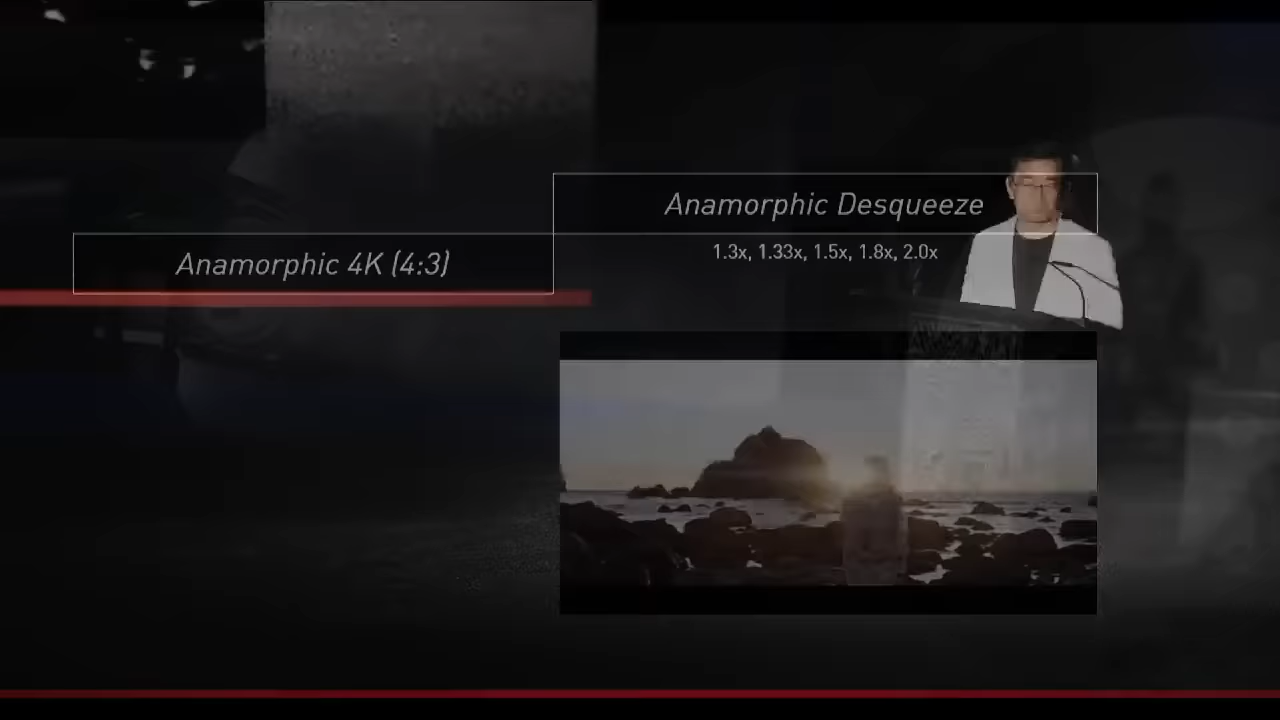 Anamorphic Desqueeze
Anamorphic 4K (4:3)
1.3x, 1.33x, 1.5x, 1.8x, 2.0x